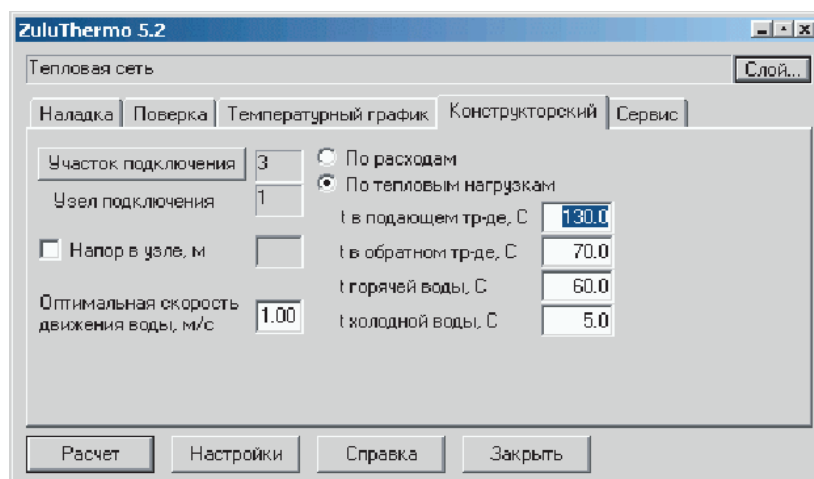 ZuluThermo 5.2
Тепловая сеть
Слой...
Наладка Поверка Температурный график Конструкторский Сервис
Участок подключения 3
По расходам
Узел подключения 1
По тепловым нагрузкам
t в подающем тр-де, С 130.0
Напор в узле, м
t в обратном тр-де, С 70.0
t горячей воды, С 60.0
Оптимальная скорость
движения воды, м/с 1.00
t холодной воды, С 5.0
Расчет Настройки Справка Закрыть